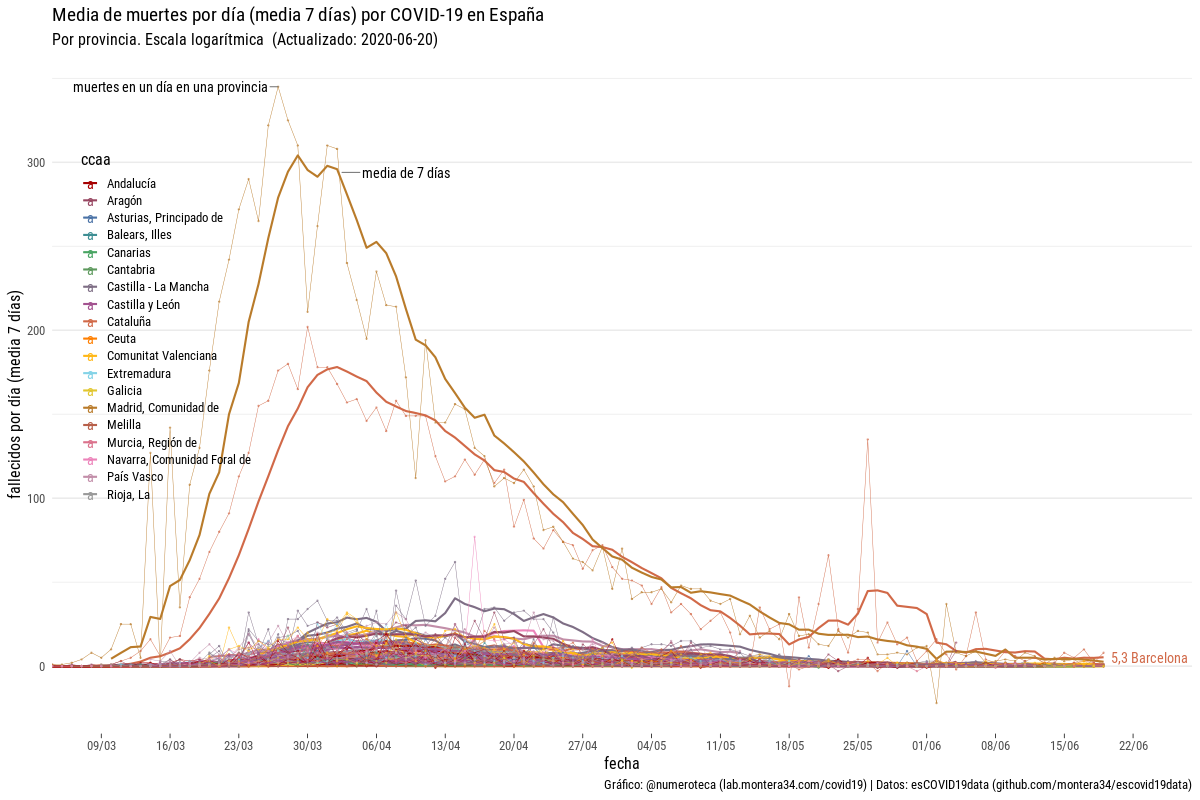 Media de muertes por día (media 7 días) por COVID-19 en España
Por provincia. Escala logarítmica  (Actualizado: 2020-06-20)
muertes en un día en una provincia
media de 7 días
ccaa
Andalucía
Aragón
Asturias, Principado de
Balears, Illes
Canarias
Cantabria
Castilla - La Mancha
Castilla y León
Cataluña
Ceuta
Comunitat Valenciana
Extremadura
Galicia
Madrid, Comunidad de
Melilla
Murcia, Región de
Navarra, Comunidad Foral de
País Vasco
Rioja, La
fallecidos por día (media 7 días)
300
200
100
0
5,3 Barcelona
09/03 16/03 23/03 30/03 06/04 13/04 20/04 27/04 04/05 11/05 18/05 25/05 01/06 08/06 15/06 22/06
fecha
Gráfico: @numeroteca (lab.montera34.com/covid19) | Datos: esCOVID19data (github.com/montera34/escovid19data)